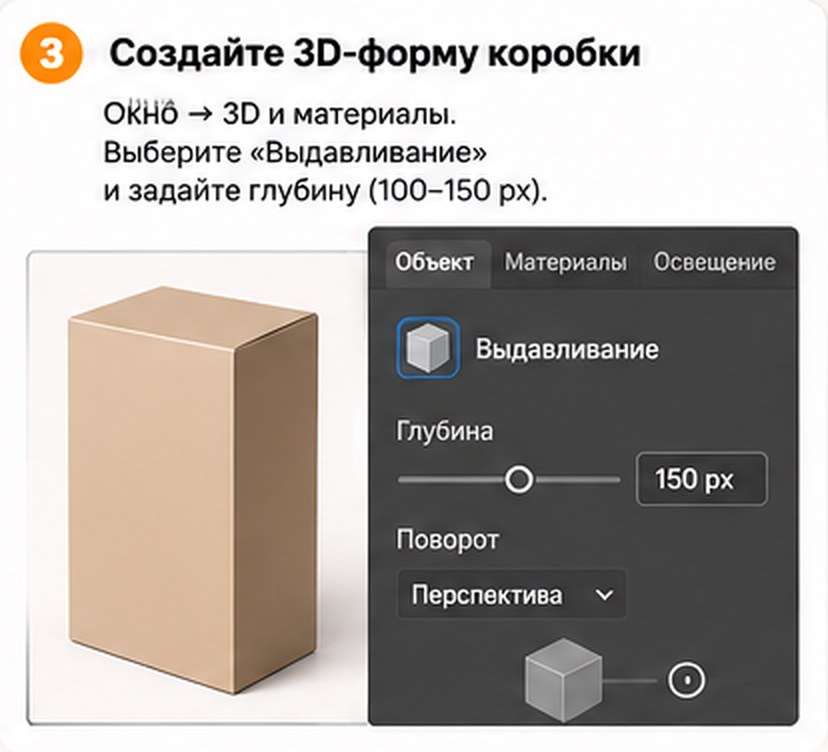 3 Создайте 3D-форму коробки
Окно → 3D и материалы.
Выберите «Выдавливание»
и задайте глубину (100–150 px).
Объект Материалы Освещение
Выдавливание
Глубина
150 px
Поворот
Перспектива